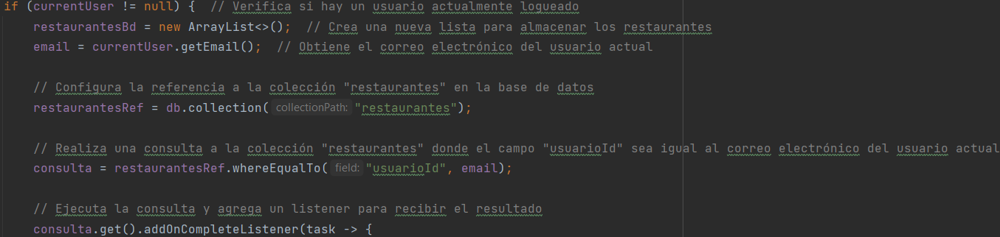 if (currentUser != null) {  // Verifica si hay un usuario actualmente logueado
    restaurantesBd = new ArrayList<>();  // Crea una nueva lista para almacenar los restaurantes
    email = currentUser.getEmail();  // Obtiene el correo electrónico del usuario actual
    // Configura la referencia a la colección "restaurantes" en la base de datos
    restaurantesRef = db.collection( collectionPath: "restaurantes");
    // Realiza una consulta a la colección "restaurantes" donde el campo "usuarioId" sea igual al correo electrónico del usuario actual
    consulta = restaurantesRef.whereEqualTo( field: "usuarioId", email);
    // Ejecuta la consulta y agrega un listener para recibir el resultado
    consulta.get().addOnCompleteListener(task -> {